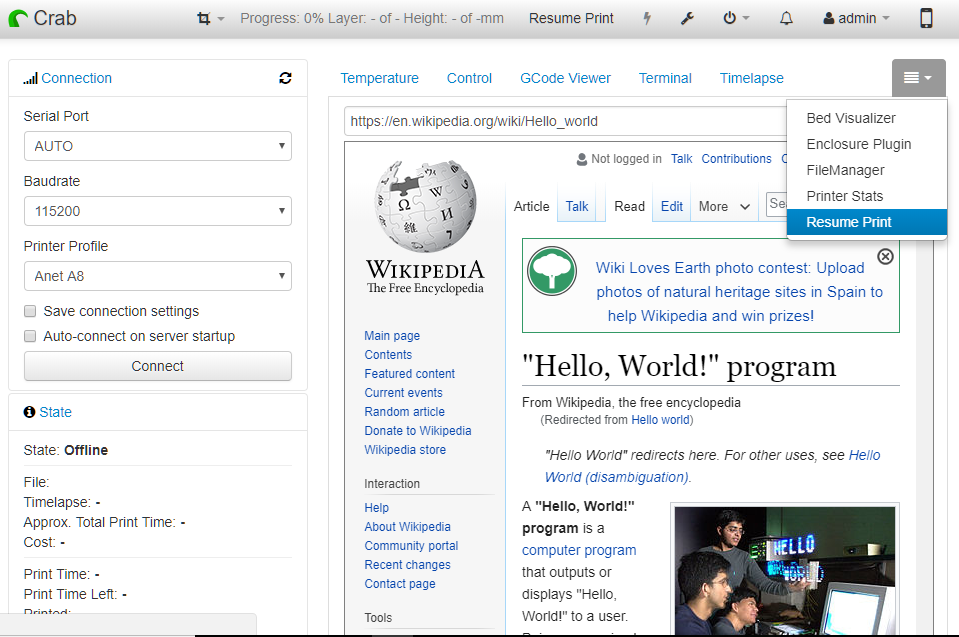 Crab
Progress: 0% Layer: - of - Height: - of -mm
Resume Print
admin
Connection
Serial Port
AUTO
Baudrate
115200
Printer Profile
Anet A8
Save connection settings
Auto-connect on server startup
Connect
State
State: Offline
File:
Timelapse: -
Approx. Total Print Time: -
Cost: -
Print Time: -
Print Time Left: -
Printed:
Temperature
Control
GCode Viewer
Terminal
Timelapse
Bed Visualizer
Enclosure Plugin
FileManager
Printer Stats
Resume Print
https://en.wikipedia.org/wiki/Hello_world
Not logged in Talk Contributions
Article Talk Read Edit More
WIKIPEDIA
The Free Encyclopedia
Main page
Contents
Featured content
Current events
Random article
Donate to Wikipedia
Wikipedia store
Interaction
Help
About Wikipedia
Community portal
Recent changes
Contact page
Tools
Wiki Loves Earth photo contest: Upload
photos of natural heritage sites in Spain to
help Wikipedia and win prizes!
"Hello, World!" program
From Wikipedia, the free encyclopedia
(Redirected from Hello world)
"Hello World" redirects here. For other uses, see Hello
World (disambiguation).
A "Hello, World!"
program is a
computer program
that outputs or
displays "Hello,
World!" to a user.
HELLO
WORLD